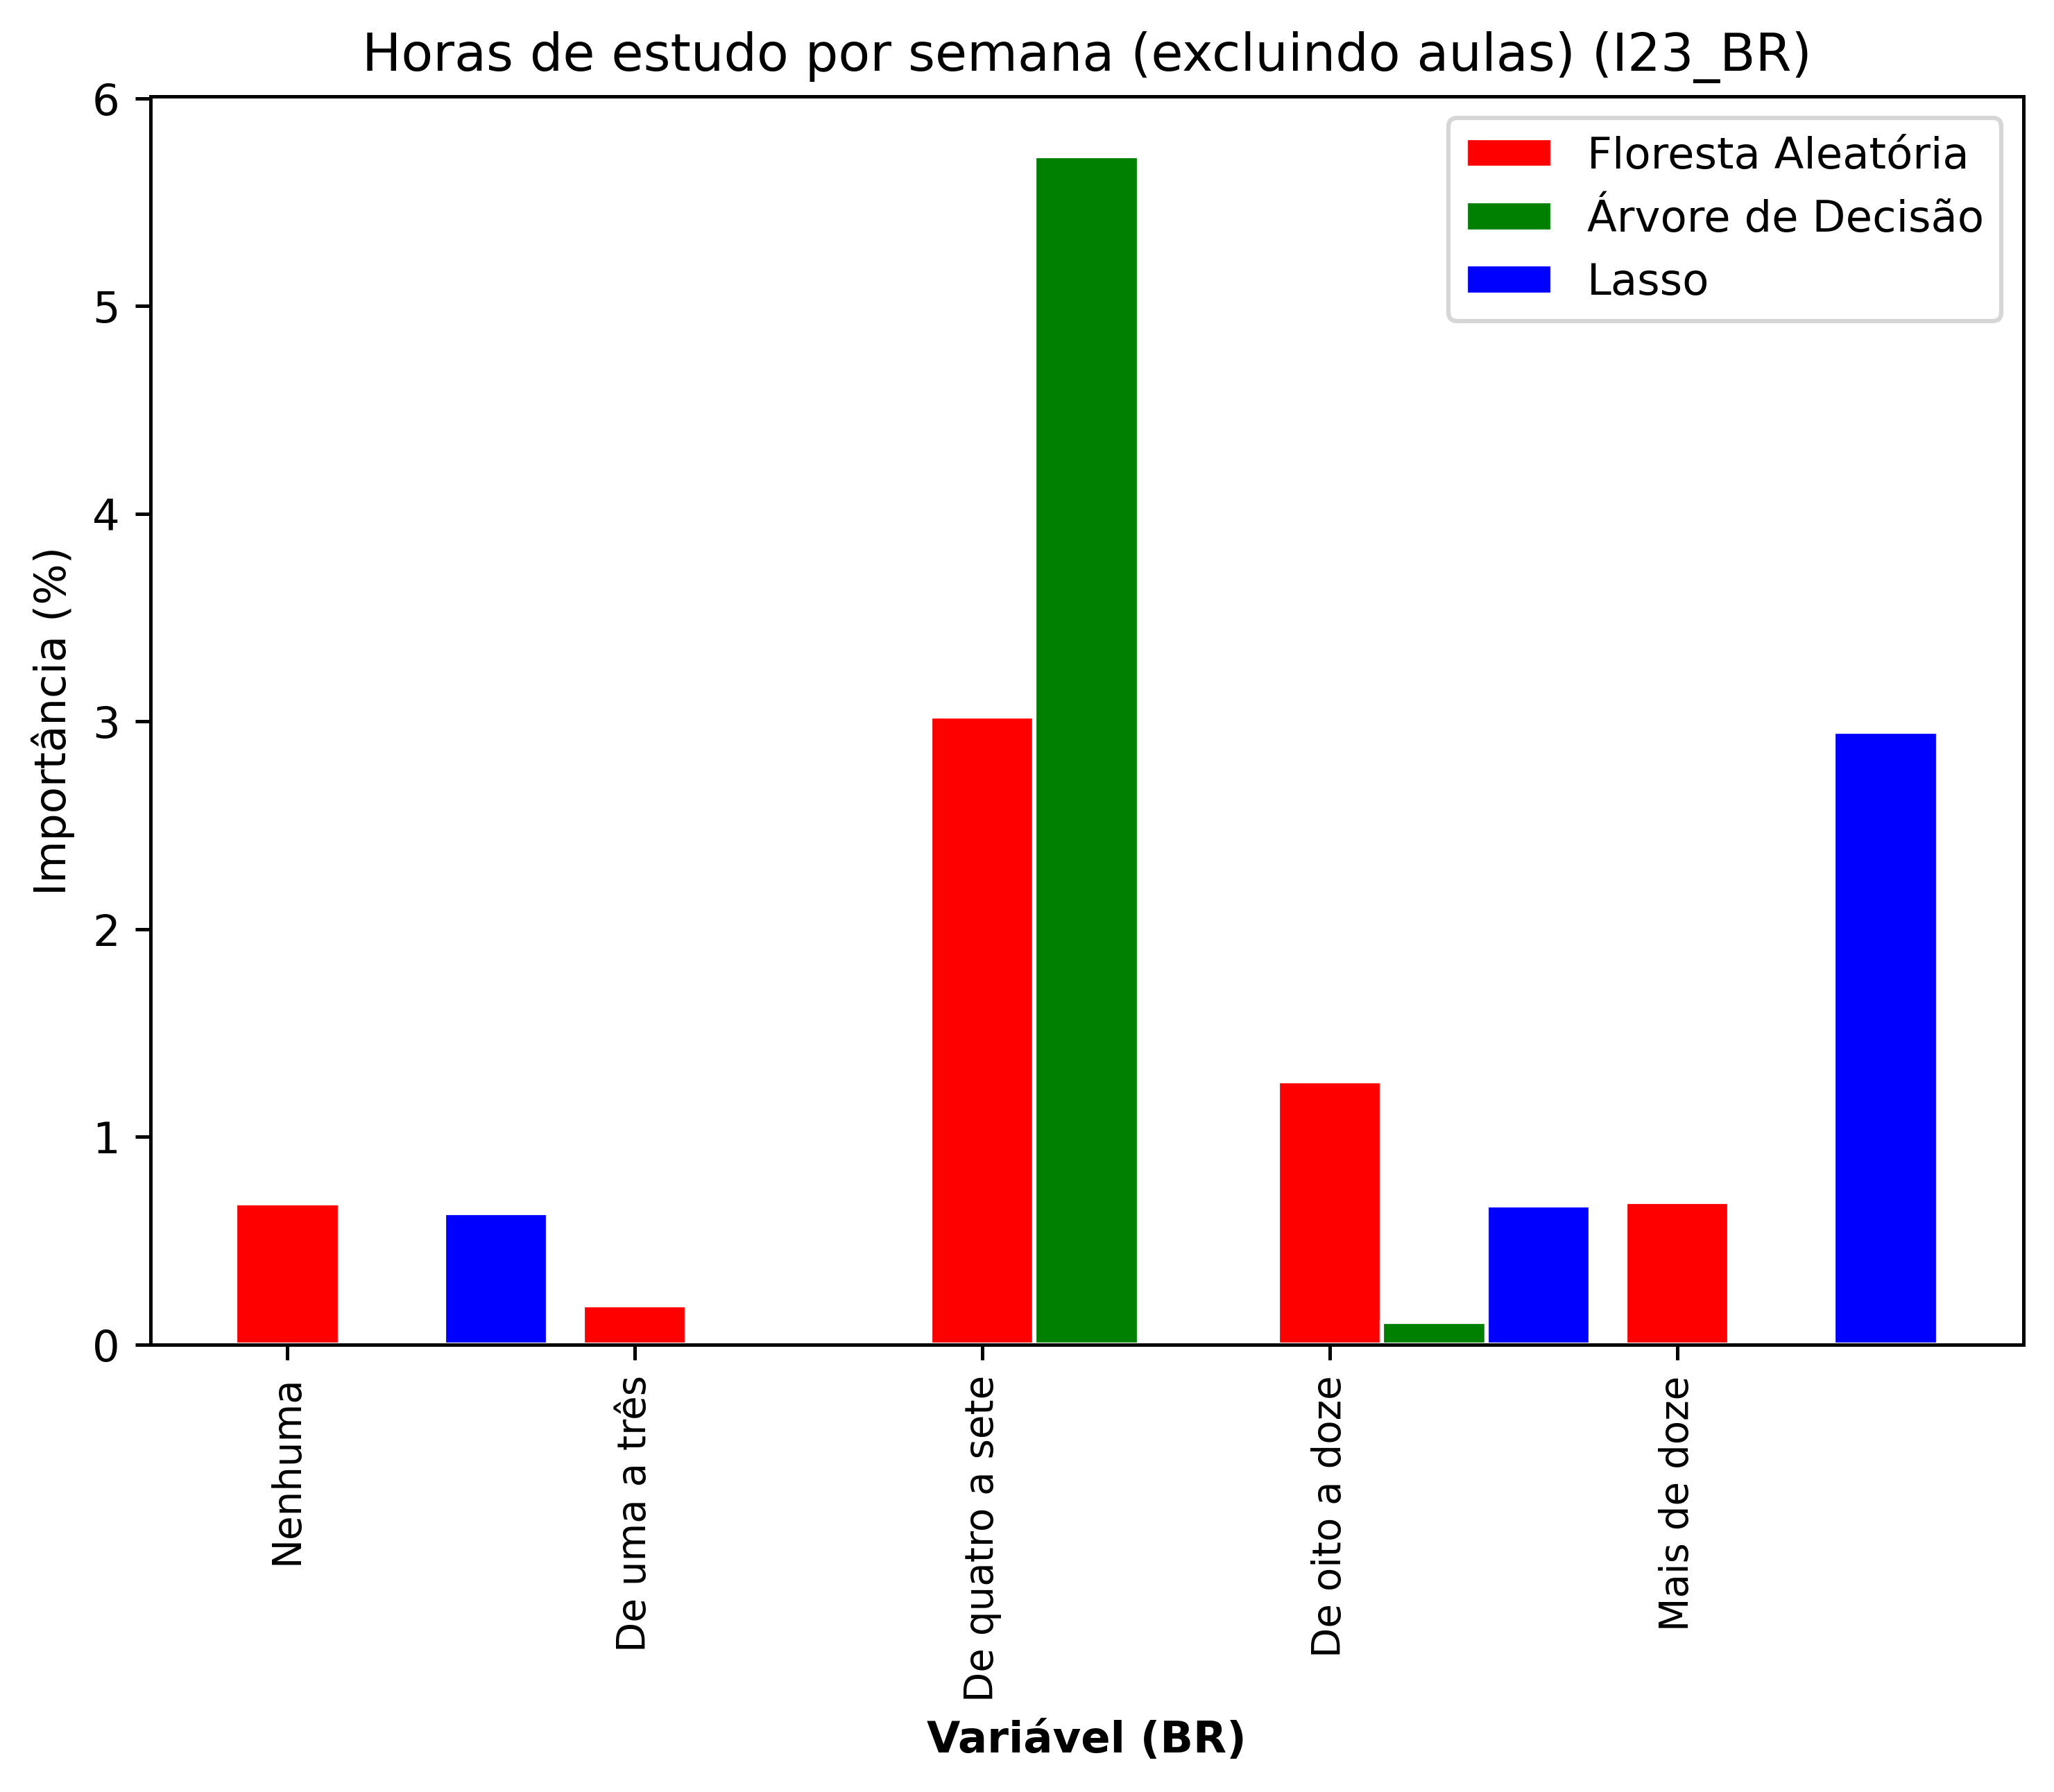 Horas de estudo por semana (excluindo aulas) (I23_BR)
Floresta Aleatória
Árvore de Decisão
Lasso
Importância (%)
6
5
4
3
2
1
0
Nenhuma
De uma a três
De quatro a sete
De oito a doze
Mais de doze
Variável (BR)